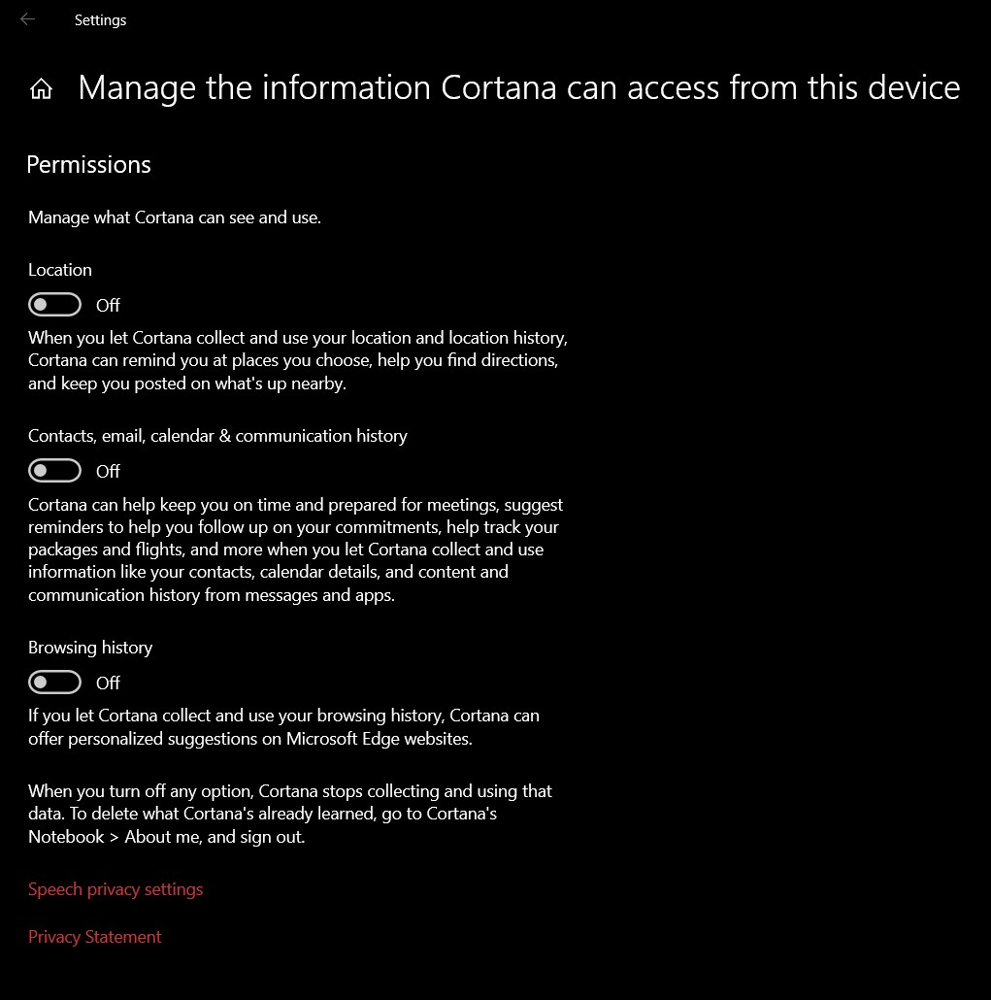 Settings
Manage the information Cortana can access from this device
Permissions
Manage what Cortana can see and use.
Location
Off
When you let Cortana collect and use your location and location history,
Cortana can remind you at places you choose, help you find directions,
and keep you posted on what's up nearby.
Contacts, email, calendar & communication history
Off
Cortana can help keep you on time and prepared for meetings, suggest
reminders to help you follow up on your commitments, help track your
packages and flights, and more when you let Cortana collect and use
information like your contacts, calendar details, and content and
communication history from messages and apps.
Browsing history
Off
If you let Cortana collect and use your browsing history, Cortana can
offer personalized suggestions on Microsoft Edge websites.
When you turn off any option, Cortana stops collecting and using that
data. To delete what Cortana's already learned, go to Cortana's
Notebook > About me, and sign out.
Speech privacy settings
Privacy Statement